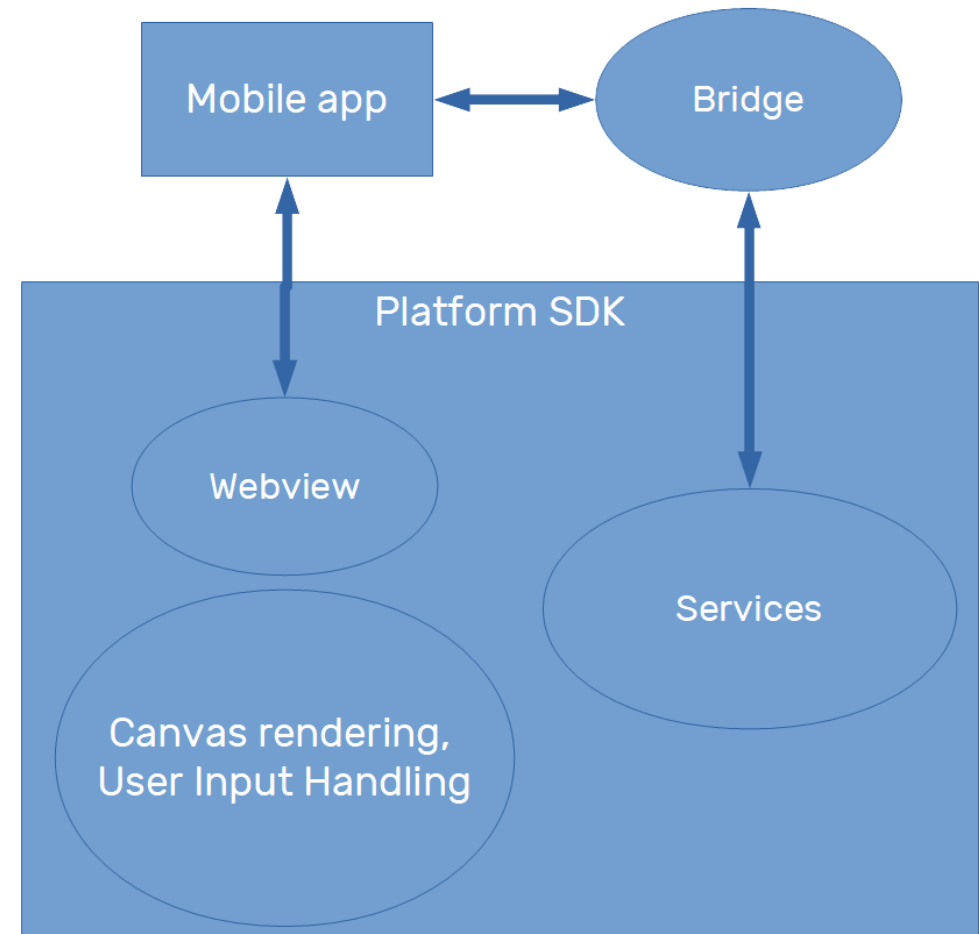 Mobile app
Bridge
Platform SDK
Webview
Services
Canvas rendering,
User Input Handling